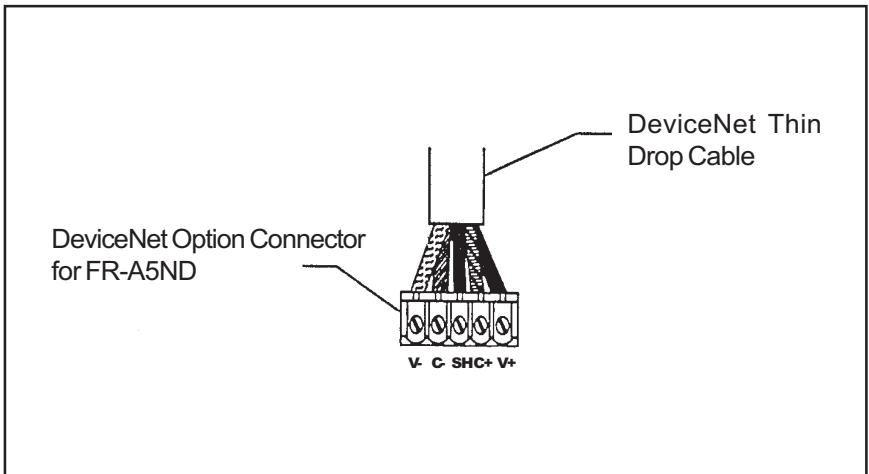 DeviceNet Thin
Drop Cable
DeviceNet Option Connector
for FR-A5ND
V- C- SHC+ V+